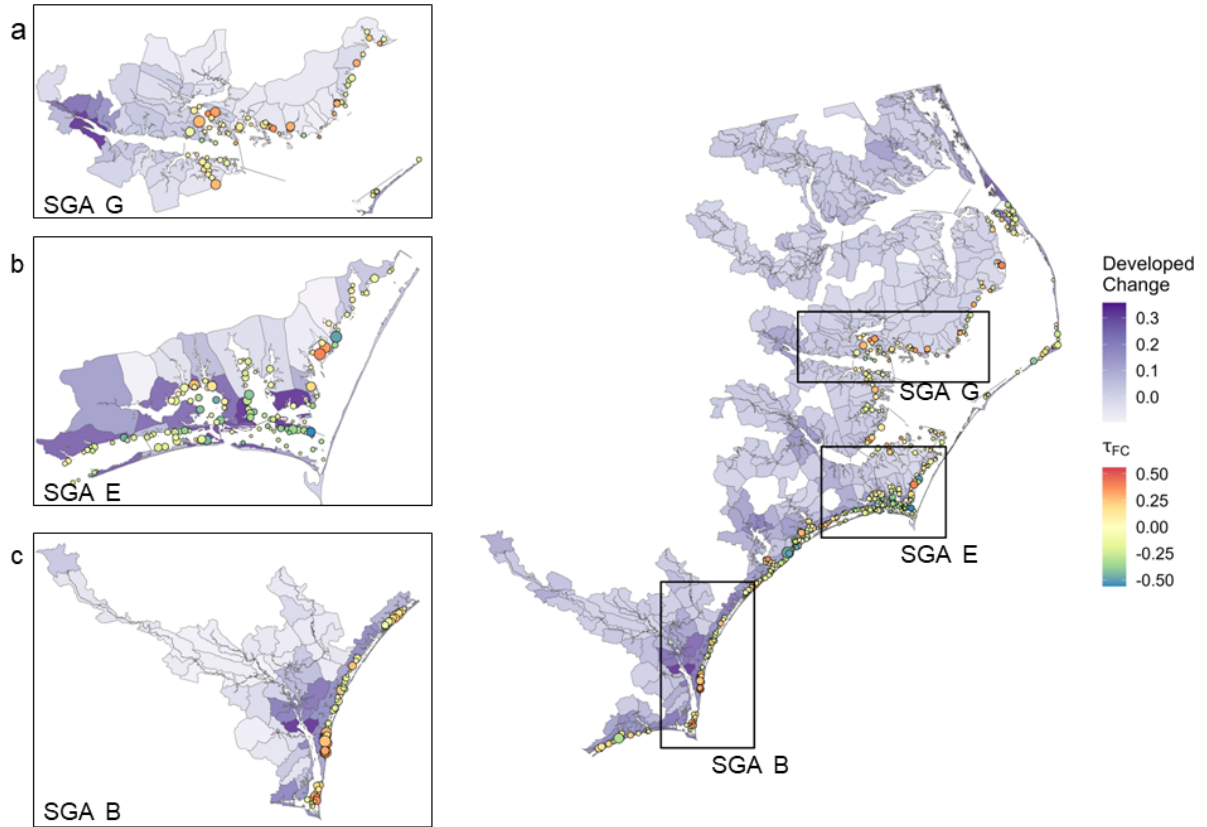 a
SGA G
b
SGA E
c
SGA B
SGA G
SGA E
SGA B
Developed
Change
0.3
0.2
0.1
0.0
τFC
0.50
0.25
0.00
-0.25
-0.50